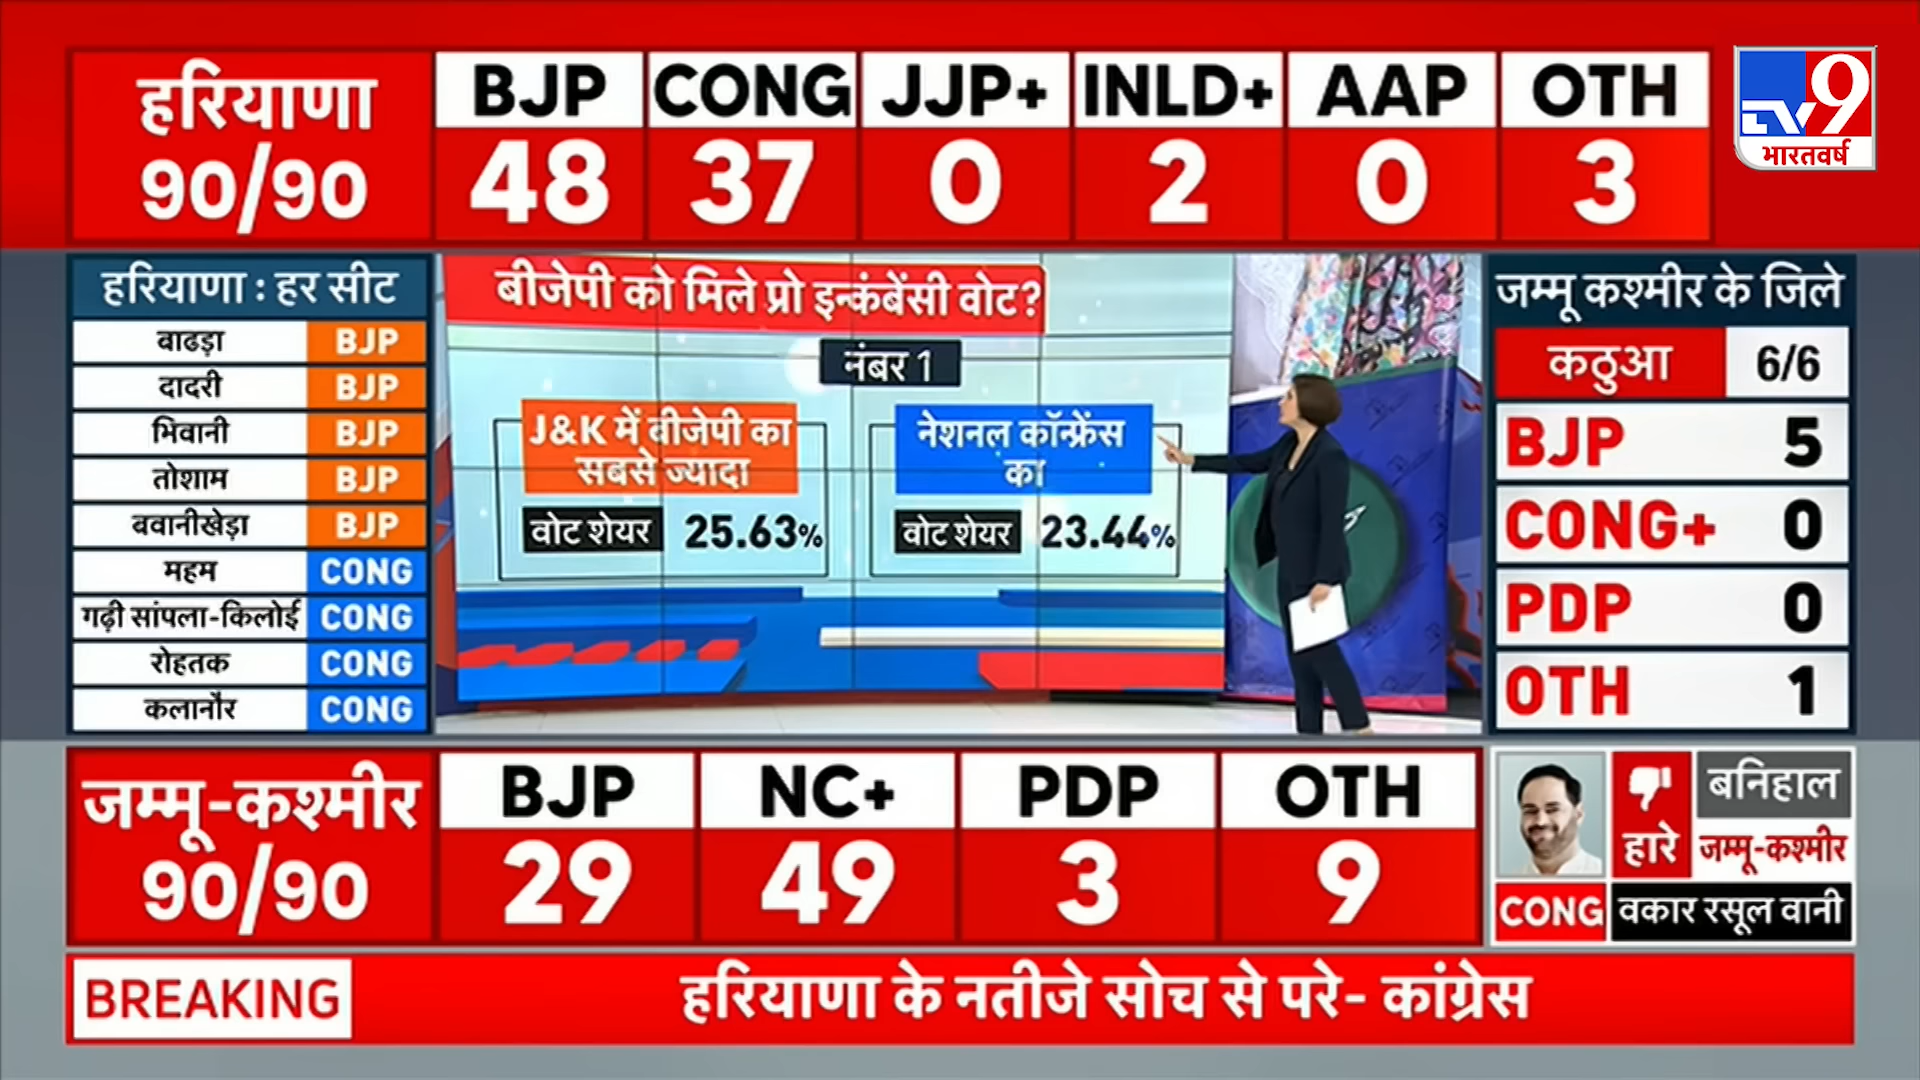 हरियाणा
90/90
BJP CONG JJP+ INLD+ AAP OTH
48 37 0 2 0 3
TV9
भारतवर्ष
हरियाणा : हर सीट
बाढड़ा BJP
दादरी BJP
भिवानी BJP
तोशाम BJP
बवानीखेड़ा BJP
महम CONG
गढ़ी सांपला-किलोई CONG
रोहतक CONG
कलानौर CONG
बीजेपी को मिले प्रो इन्कंबेंसी वोट?
नंबर 1
J&K में बीजेपी का
सबसे ज्यादा
वोट शेयर 25.63%
नेशनल कॉन्फ्रेंस
का
वोट शेयर 23.44%
जम्मू कश्मीर के जिले
कठुआ 6/6
BJP 5
CONG+ 0
PDP 0
OTH 1
जम्मू-कश्मीर
90/90
BJP NC+ PDP OTH
29 49 3 9
हारे
बनिहाल
जम्मू-कश्मीर
CONG वकार रसूल वानी
BREAKING हरियाणा के नतीजे सोच से परे- कांग्रेस